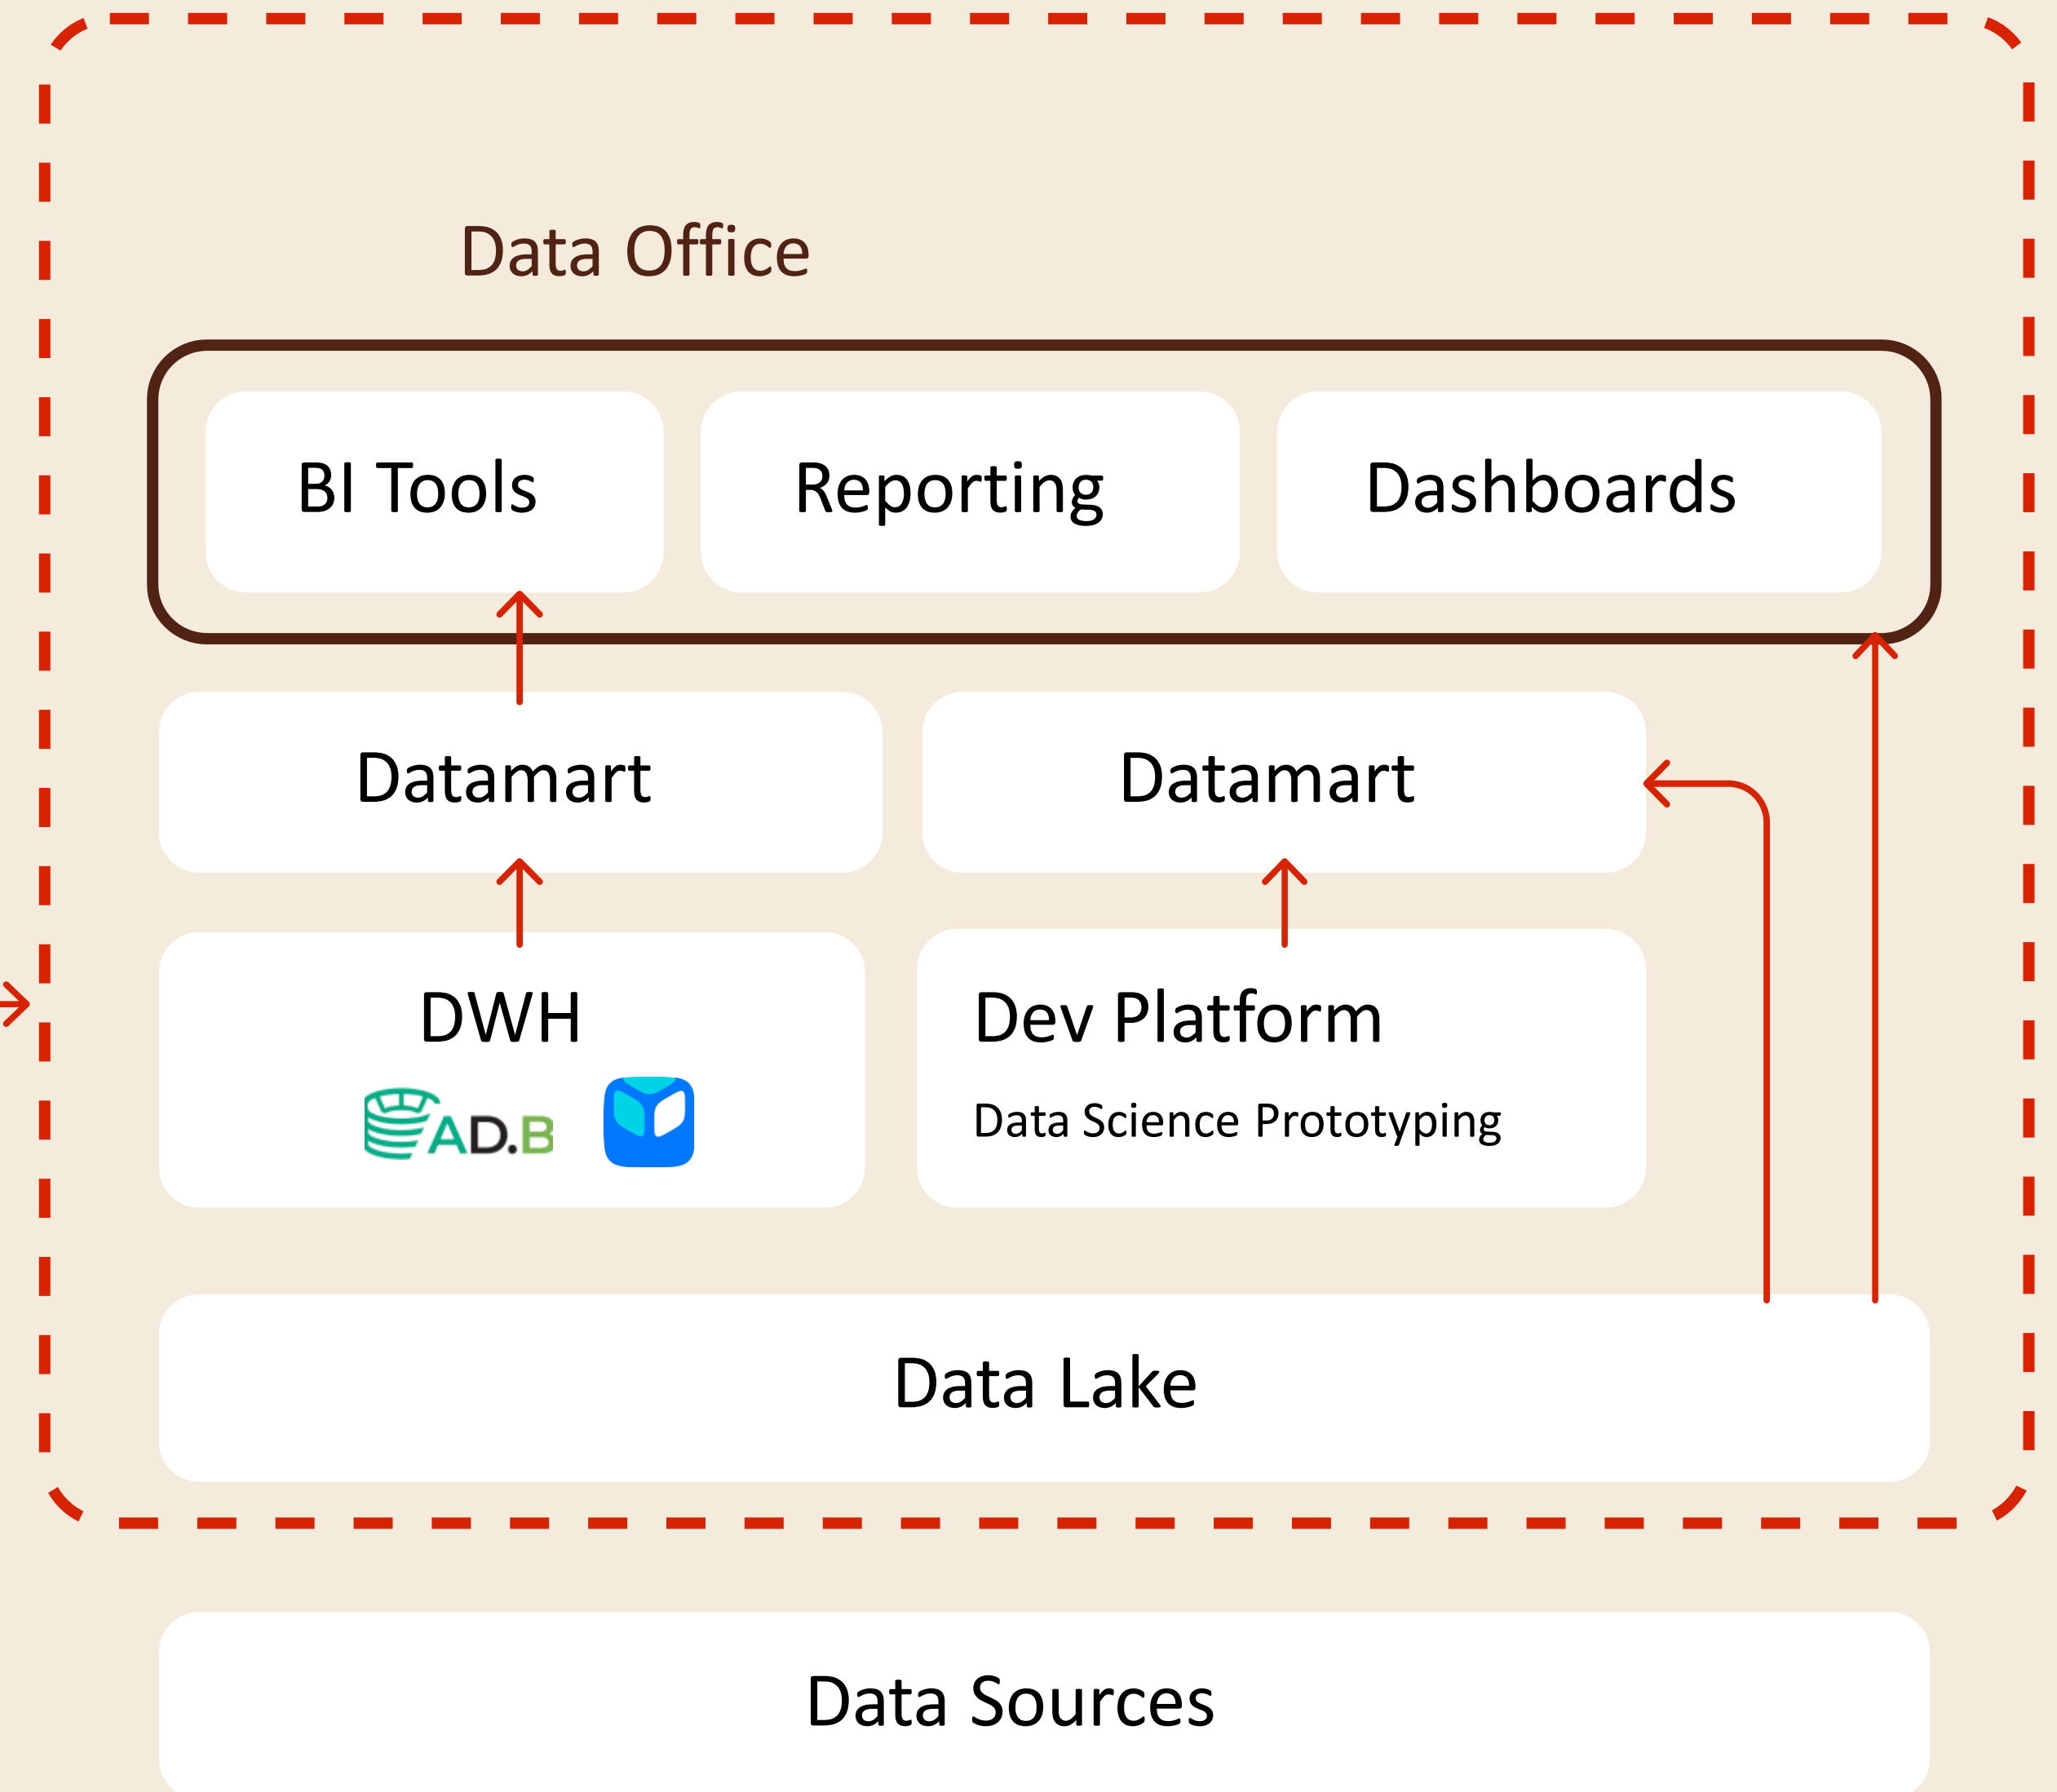 Data Office
BI Tools
Reporting
Dashboards
Datamart
Datamart
DWH
Dev Platform
AD.B
Data Science Prototyping
Data Lake
Data Sources